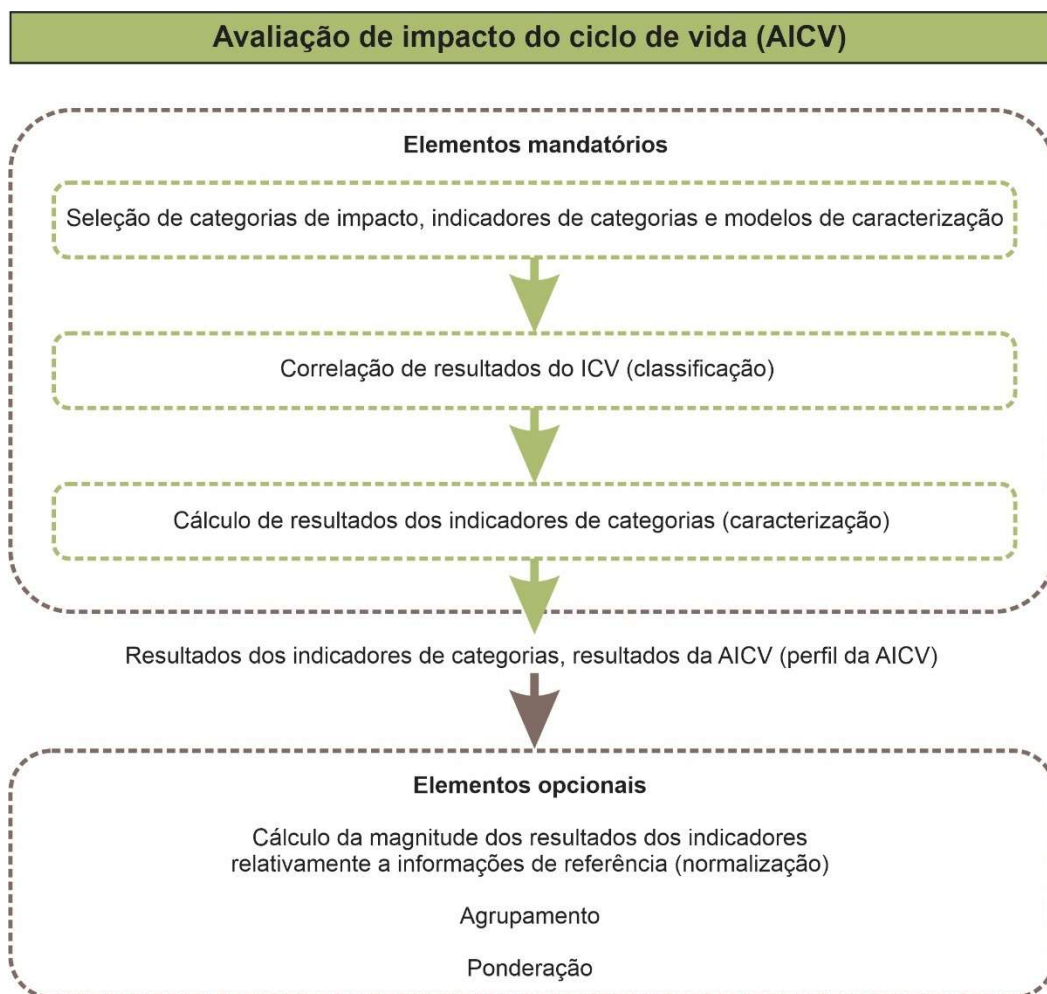 Avaliação de impacto do ciclo de vida (AICV)
Elementos mandatórios
Seleção de categorias de impacto, indicadores de categorias e modelos de caracterização
Correlação de resultados do ICV (classificação)
Cálculo de resultados dos indicadores de categorias (caracterização)
Resultados dos indicadores de categorias, resultados da AICV (perfil da AICV)
Elementos opcionais
Cálculo da magnitude dos resultados dos indicadores
relativamente a informações de referência (normalização)
Agrupamento
Ponderação